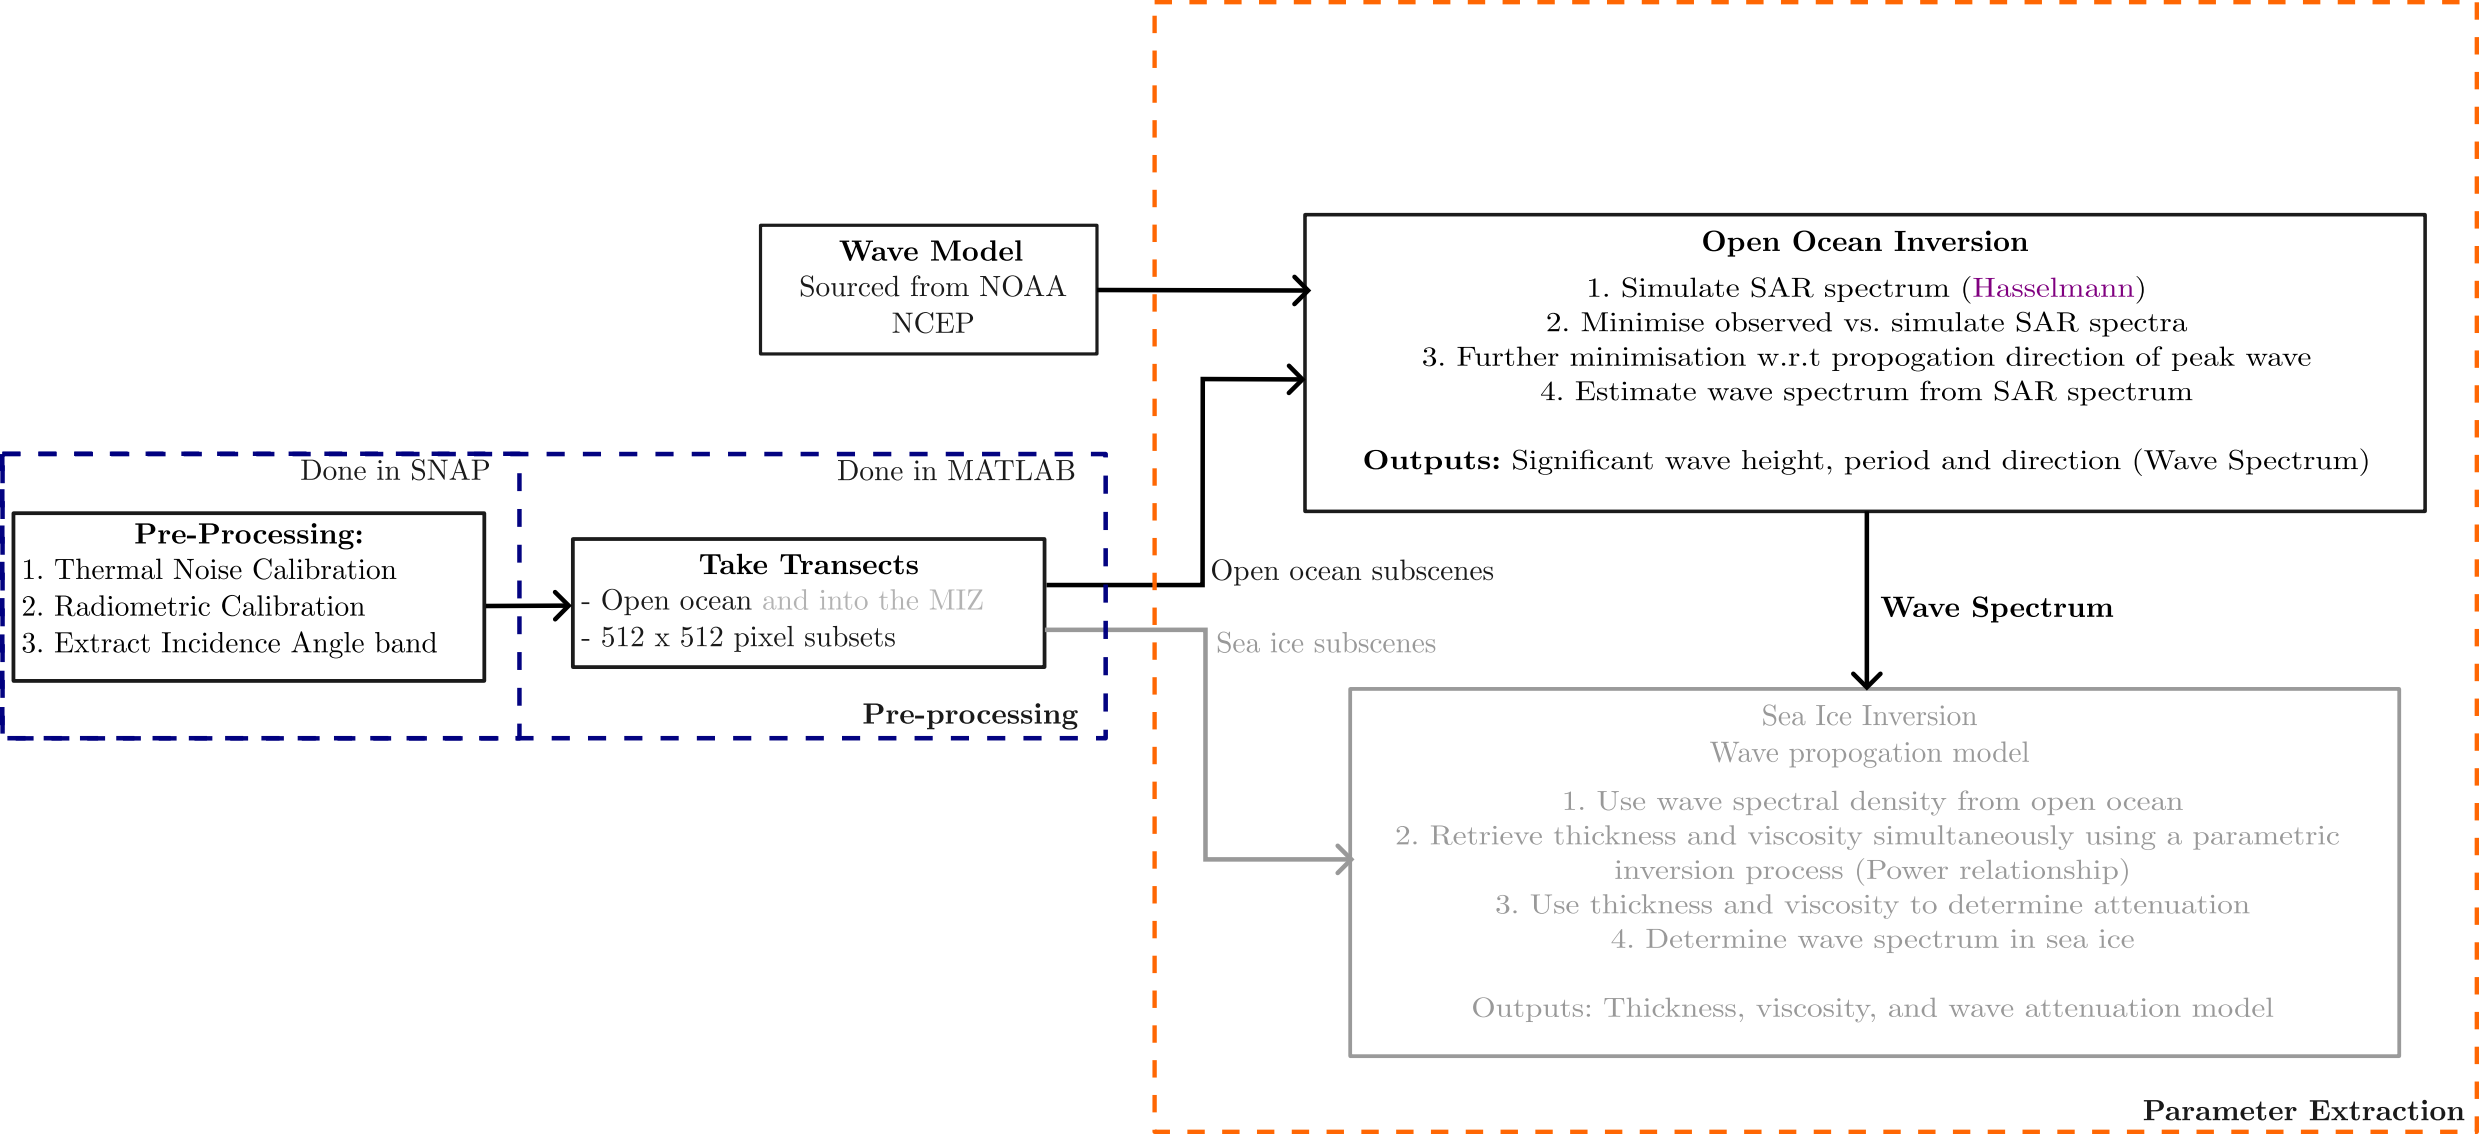 Wave Model
Sourced from NOAA
NCEP
Open Ocean Inversion
1. Simulate SAR spectrum (Hasselmann)
2. Minimise observed vs. simulate SAR spectra
3. Further minimisation w.r.t propogation direction of peak wave
4. Estimate wave spectrum from SAR spectrum
Outputs: Significant wave height, period and direction (Wave Spectrum)
Done in SNAP
Pre-Processing:
1. Thermal Noise Calibration
2. Radiometric Calibration
3. Extract Incidence Angle band
Done in MATLAB
Take Transects
- Open ocean and into the MIZ
- 512 x 512 pixel subsets
Pre-processing
Open ocean subscenes
Sea ice subscenes
Wave Spectrum
Sea Ice Inversion
Wave propogation model
1. Use wave spectral density from open ocean
2. Retrieve thickness and viscosity simultaneously using a parametric
inversion process (Power relationship)
3. Use thickness and viscosity to determine attenuation
4. Determine wave spectrum in sea ice
Outputs: Thickness, viscosity, and wave attenuation model
Parameter Extraction